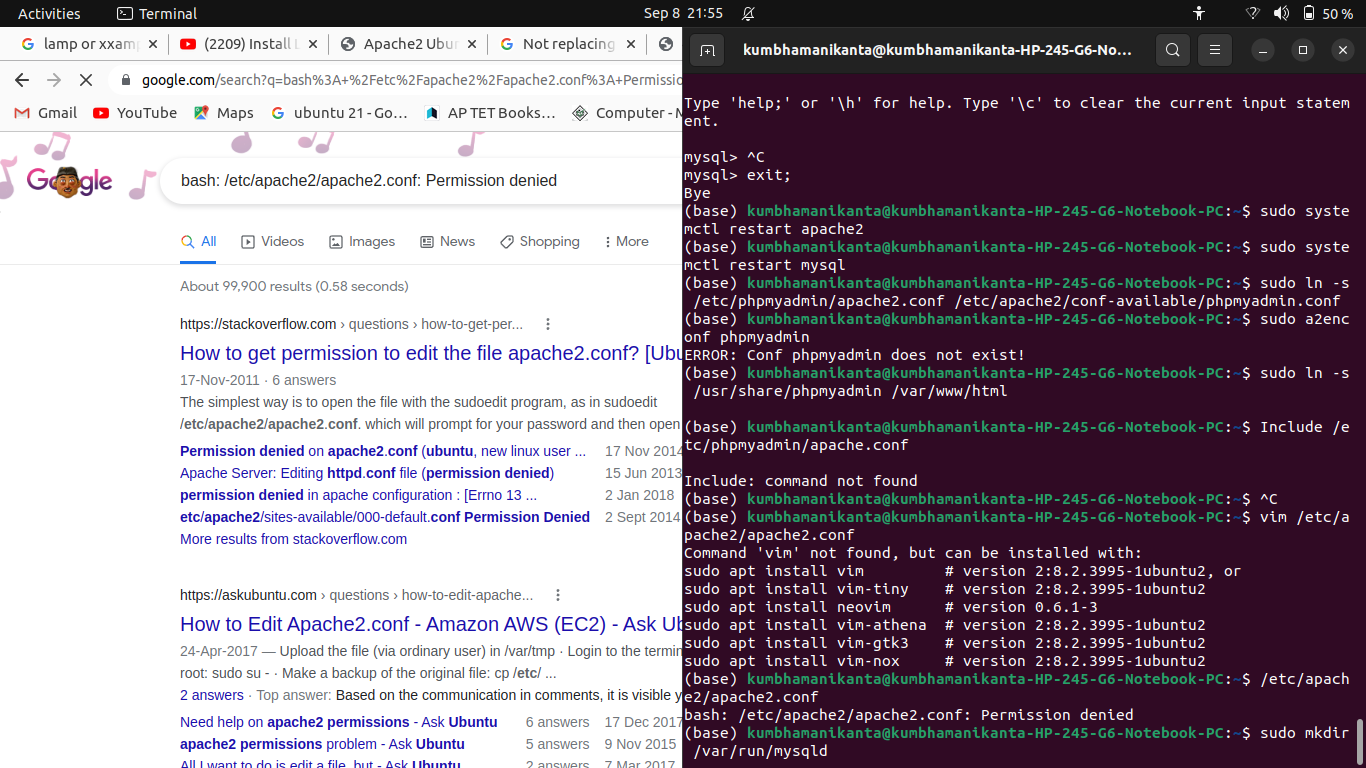 Activities
Terminal
Sep 8 21:55
50 %
lamp or xxam
(2209) Install
Apache2 Ubu
Not replacing
google.com/search?q=bash%3A+%2Fetc%2Fapache2%2Fapache2.conf%3A+Permissio
Gmail
YouTube
Maps
ubuntu 21 - Go…
AP TET Books…
Computer - M
Google
bash: /etc/apache2/apache2.conf: Permission denied
All
Videos
Images
News
Shopping
More
About 99,900 results (0.58 seconds)
https://stackoverflow.com › questions › how-to-get-per...
How to get permission to edit the file apache2.conf? [Ubu
17-Nov-2011 · 6 answers
The simplest way is to open the file with the sudoedit program, as in sudoedit
/etc/apache2/apache2.conf. which will prompt for your password and then open
Permission denied on apache2.conf (ubuntu, new linux user ... 17 Nov 2014
Apache Server: Editing httpd.conf file (permission denied) 15 Jun 2013
permission denied in apache configuration : [Errno 13 ... 2 Jan 2018
etc/apache2/sites-available/000-default.conf Permission Denied 2 Sept 2014
More results from stackoverflow.com
https://askubuntu.com › questions › how-to-edit-apache...
How to Edit Apache2.conf - Amazon AWS (EC2) - Ask Ub
24-Apr-2017 — Upload the file (via ordinary user) in /var/tmp · Login to the termin
root: sudo su - · Make a backup of the original file: cp /etc/ ...
2 answers · Top answer: Based on the communication in comments, it is visible y
Need help on apache2 permissions - Ask Ubuntu 6 answers 17 Dec 2017
apache2 permissions problem - Ask Ubuntu 5 answers 9 Nov 2015
All I want to do is edit a file, but - Ask Ubuntu 2 answers 7 Mar 2017
kumbhamanikanta@kumbhamanikanta-HP-245-G6-No…
Type 'help;' or '\h' for help. Type '\c' to clear the current input statem
ent.
mysql> ^C
mysql> exit;
Bye
(base) kumbhamanikanta@kumbhamanikanta-HP-245-G6-Notebook-PC:~$ sudo syste
mctl restart apache2
(base) kumbhamanikanta@kumbhamanikanta-HP-245-G6-Notebook-PC:~$ sudo syste
mctl restart mysql
(base) kumbhamanikanta@kumbhamanikanta-HP-245-G6-Notebook-PC:~$ sudo ln -s
/etc/phpmyadmin/apache2.conf /etc/apache2/conf-available/phpmyadmin.conf
(base) kumbhamanikanta@kumbhamanikanta-HP-245-G6-Notebook-PC:~$ sudo a2enc
onf phpmyadmin
ERROR: Conf phpmyadmin does not exist!
(base) kumbhamanikanta@kumbhamanikanta-HP-245-G6-Notebook-PC:~$ sudo ln -s
/usr/share/phpmyadmin /var/www/html
(base) kumbhamanikanta@kumbhamanikanta-HP-245-G6-Notebook-PC:~$ Include /e
tc/phpmyadmin/apache.conf
Include: command not found
(base) kumbhamanikanta@kumbhamanikanta-HP-245-G6-Notebook-PC:~$ ^C
(base) kumbhamanikanta@kumbhamanikanta-HP-245-G6-Notebook-PC:~$ vim /etc/a
pache2/apache2.conf
Command 'vim' not found, but can be installed with:
sudo apt install vim # version 2:8.2.3995-1ubuntu2, or
sudo apt install vim-tiny # version 2:8.2.3995-1ubuntu2
sudo apt install neovim # version 0.6.1-3
sudo apt install vim-athena # version 2:8.2.3995-1ubuntu2
sudo apt install vim-gtk3 # version 2:8.2.3995-1ubuntu2
sudo apt install vim-nox # version 2:8.2.3995-1ubuntu2
(base) kumbhamanikanta@kumbhamanikanta-HP-245-G6-Notebook-PC:~$ /etc/apach
e2/apache2.conf
bash: /etc/apache2/apache2.conf: Permission denied
(base) kumbhamanikanta@kumbhamanikanta-HP-245-G6-Notebook-PC:~$ sudo mkdir
/var/run/mysqld